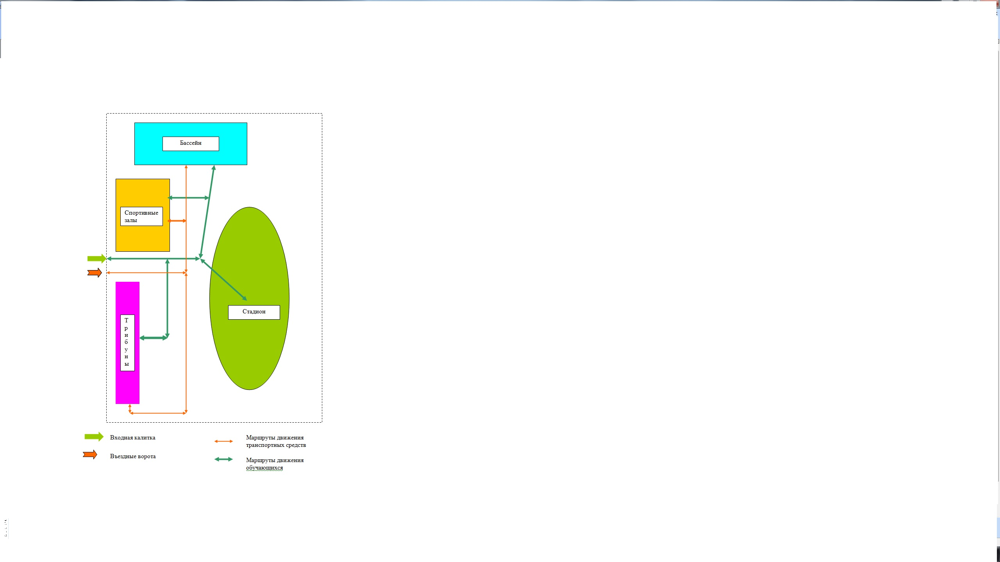 Бассейн
Спортивные
залы
Стадион
Т
р
и
б
у
н
ы
Входная калитка
Въездные ворота
Маршруты движения
транспортных средств
Маршруты движения
обучающихся